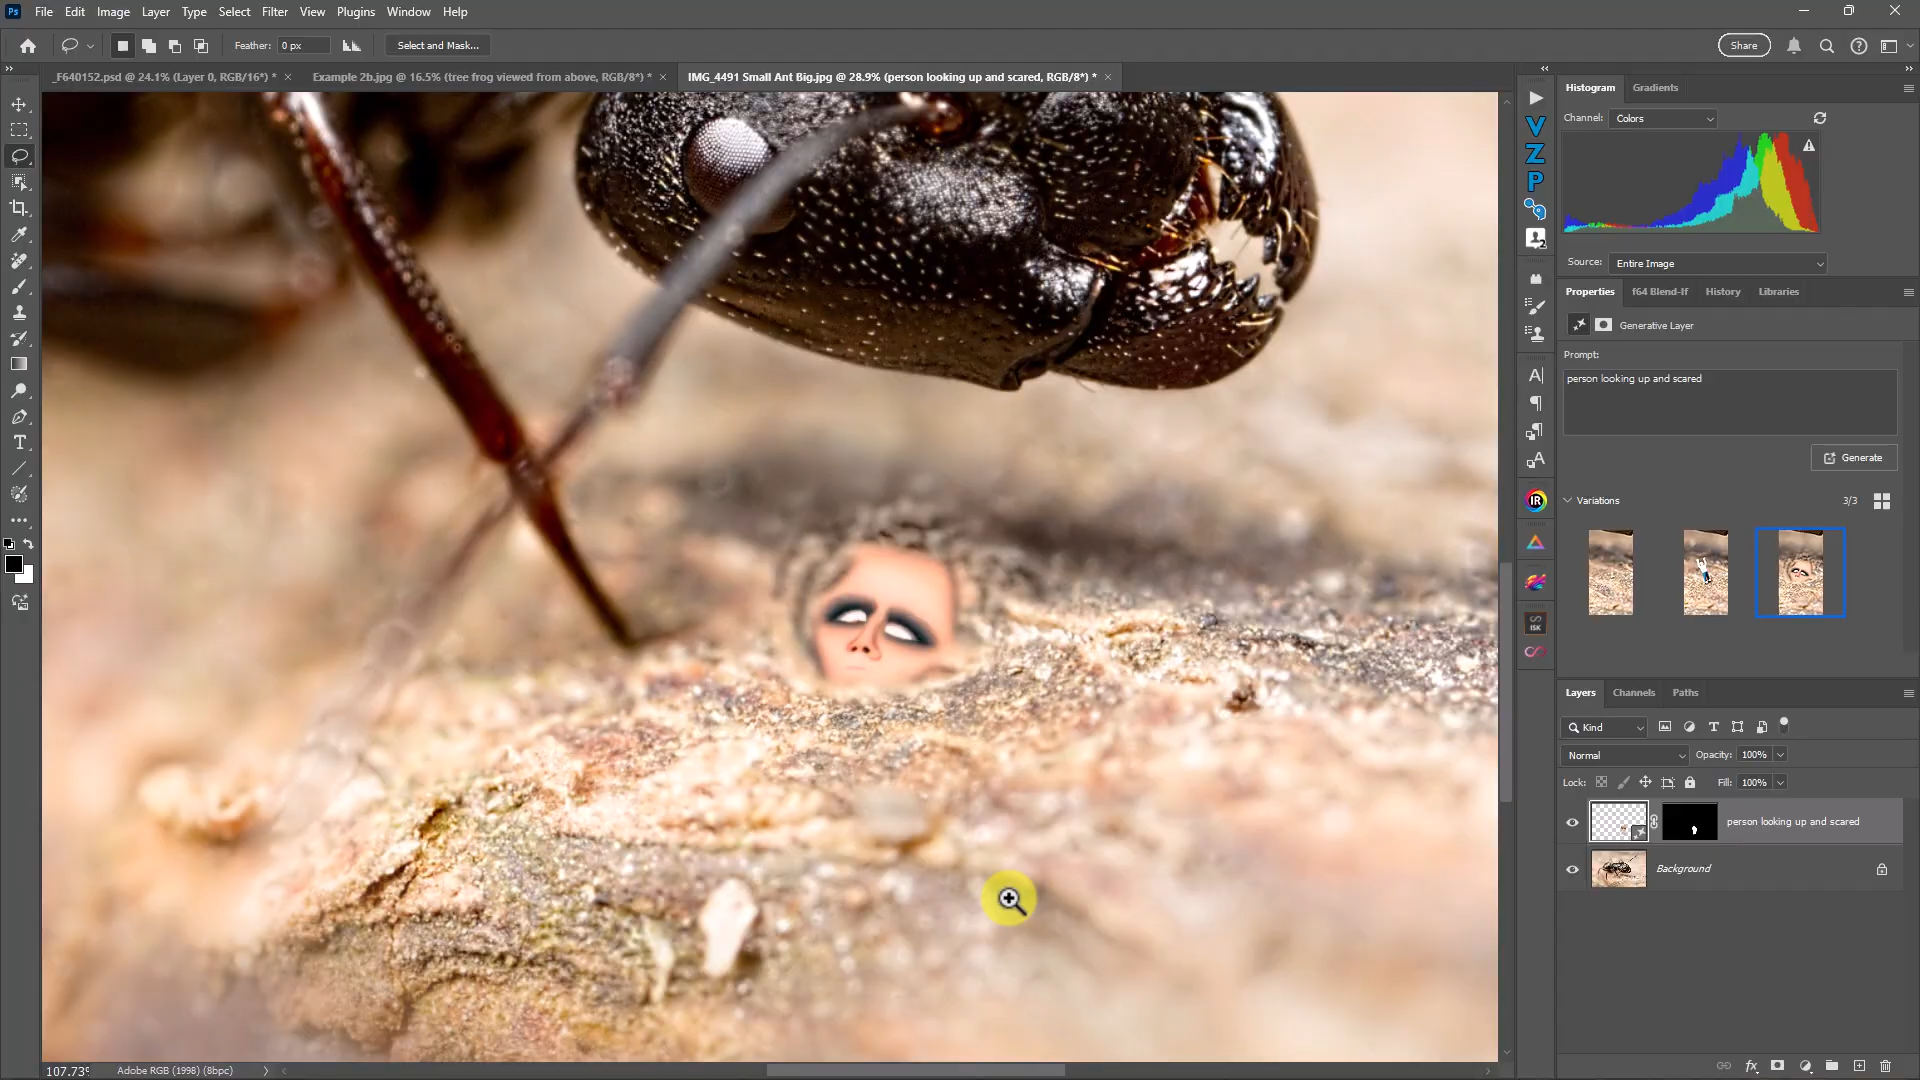 Ps File Edit Image Layer Type Select Filter View Plugins Window Help
Feather: 0 px Select and Mask... Share
_F640152.psd @ 24.1% (Layer 0, RGB/16*) * Example 2b.jpg @ 16.5% (tree frog viewed from above, RGB/8*) * IMG_4491 Small Ant Big.jpg @ 28.9% (person looking up and scared, RGB/8*) *
Histogram Gradients
Channel: Colors
Source: Entire Image
Properties f64 Blend-If History Libraries
Generative Layer
Prompt:
person looking up and scared
Generate
Variations 3/3
Layers Channels Paths
Kind
Normal Opacity: 100%
Lock: Fill: 100%
person looking up and scared
Background
V
Z
P
IR
ISK
107.73% Adobe RGB (1998) (8bpc)